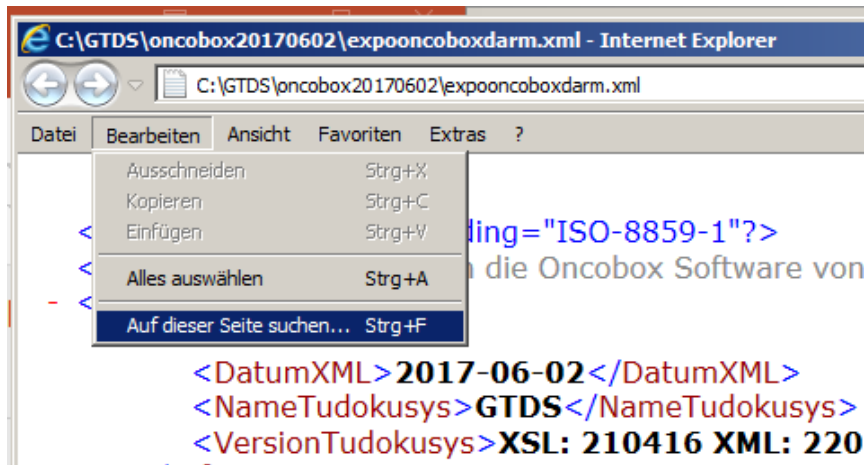 C:\GTDS\oncobox20170602\expooncoboxdarm.xml - Internet Explorer
C:\GTDS\oncobox20170602\expooncoboxdarm.xml
Datei Bearbeiten Ansicht Favoriten Extras ?
Ausschneiden Strg+X
Kopieren Strg+C
Einfügen Strg+V
Alles auswählen Strg+A
Auf dieser Seite suchen... Strg+F
<
ding="ISO-8859-1"?>
<
die Oncobox Software von
- <
<DatumXML>2017-06-02</DatumXML>
<NameTudokusys>GTDS</NameTudokusys>
<VersionTudokusys>XSL: 210416 XML: 220